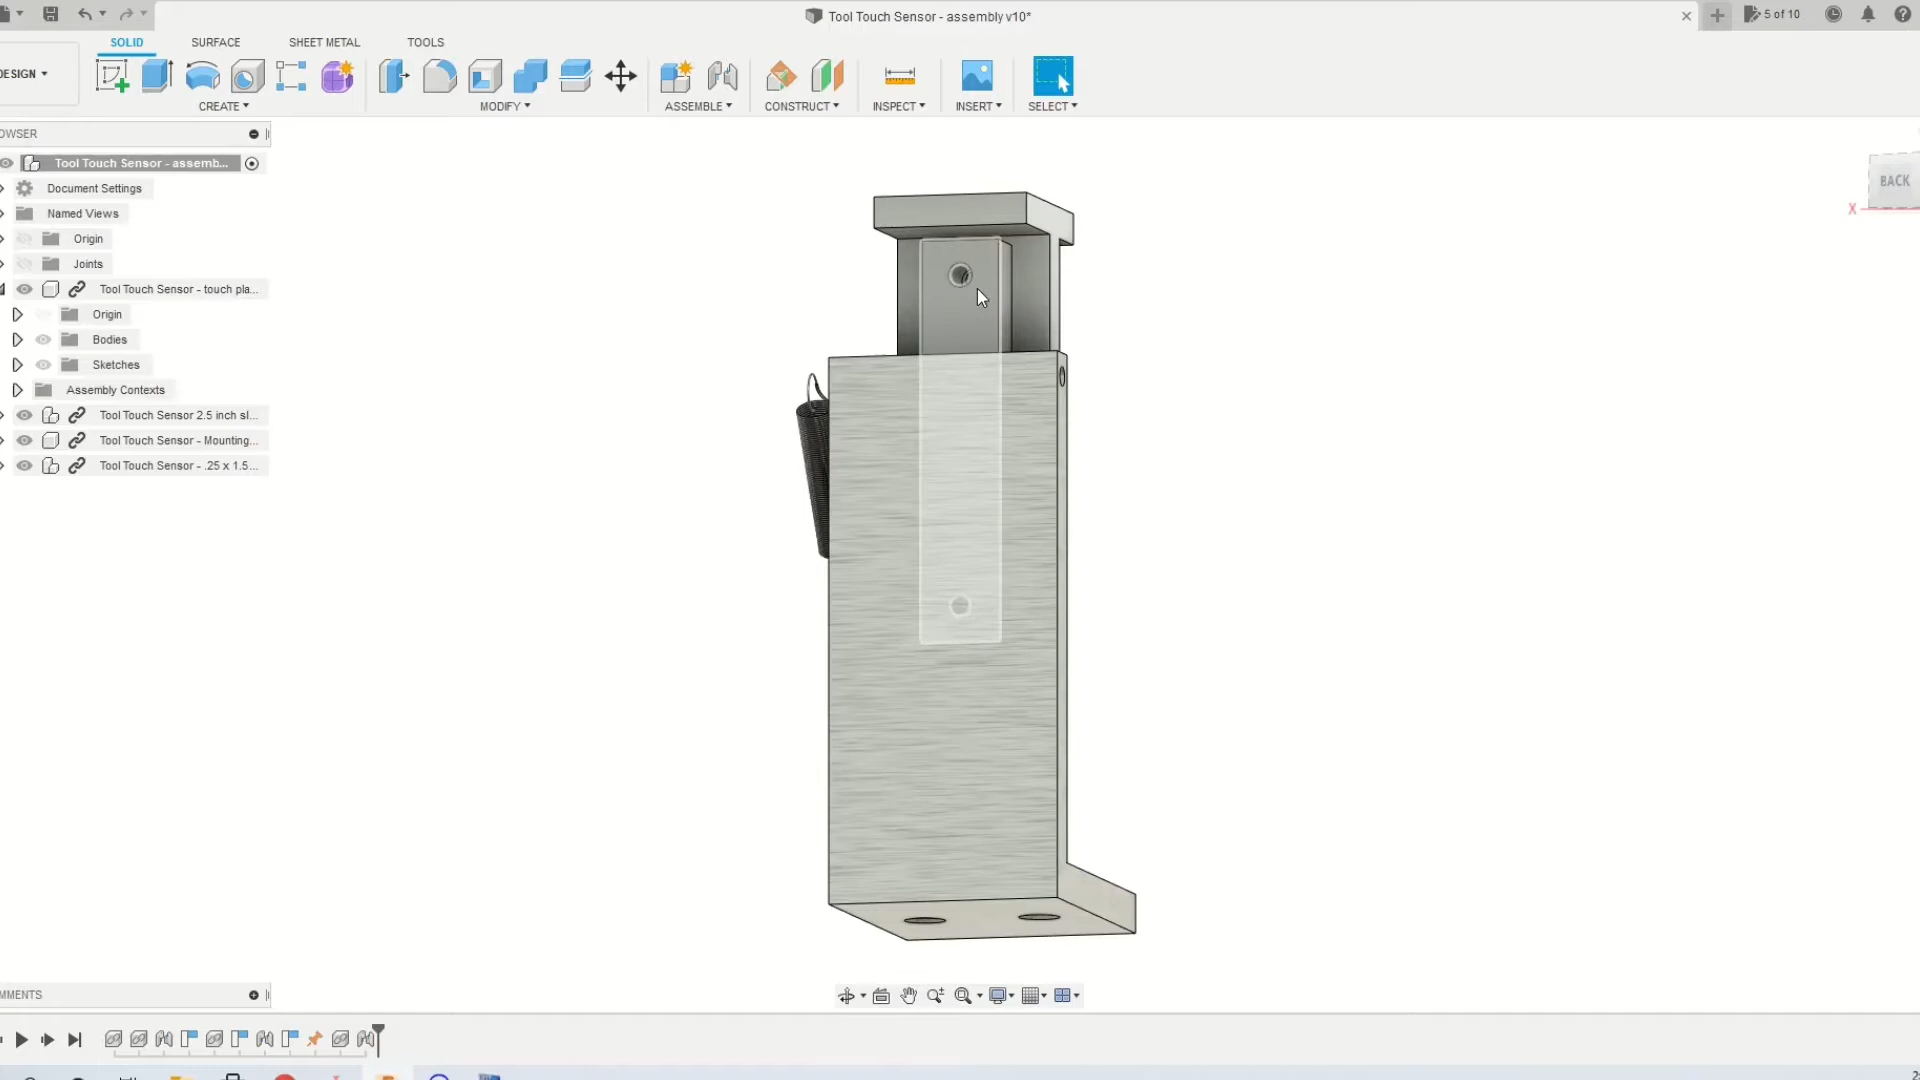 Tool Touch Sensor - assembly v10*
5 of 10
SOLID
SURFACE
SHEET METAL
TOOLS
DESIGN
CREATE
MODIFY
ASSEMBLE
CONSTRUCT
INSPECT
INSERT
SELECT
OWSER
Tool Touch Sensor - assemb...
Document Settings
Named Views
Origin
Joints
Tool Touch Sensor - touch pla...
Origin
Bodies
Sketches
Assembly Contexts
Tool Touch Sensor 2.5 inch sl...
Tool Touch Sensor - Mounting...
Tool Touch Sensor - .25 x 1.5...
BACK
X
MMENTS